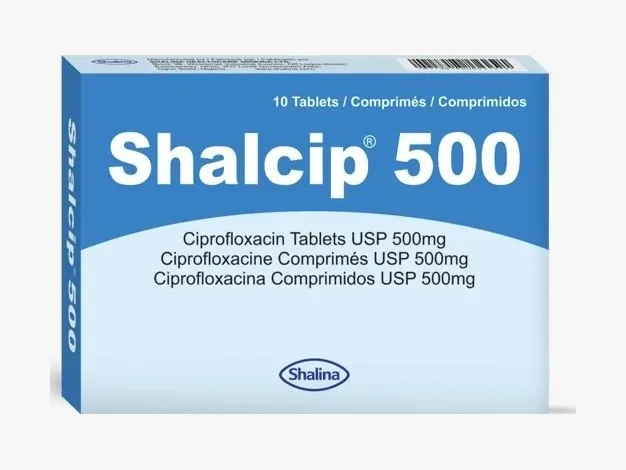 Shalina
10 Tablets / Comprimés / Comprimidos
Shalcip® 500
Ciprofloxacin Tablets USP 500mg
Ciprofloxacine Comprimés USP 500mg
Ciprofloxacina Comprimidos USP 500mg
Shalina
Shalcip® 500